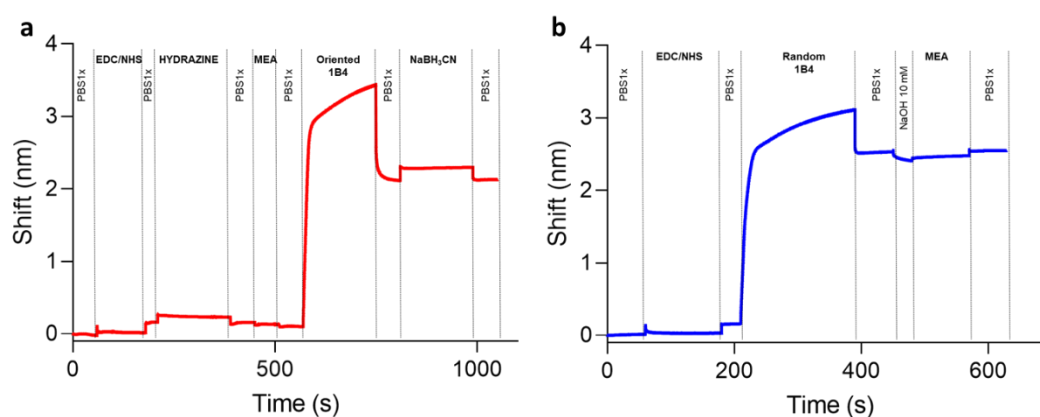 a
4
3
2
1
0
Shift (nm)
PBS1x
EDC/NHS
PBS1x
HYDRAZINE
PBS1x
MEA
PBS1x
Oriented
1B4
PBS1x
NaBH₃CN
PBS1x
0
500
1000
Time (s)
b
4
3
2
1
0
Shift (nm)
PBS1x
EDC/NHS
PBS1x
Random
1B4
PBS1x
NaOH 10 mM
MEA
PBS1x
0
200
400
600
Time (s)